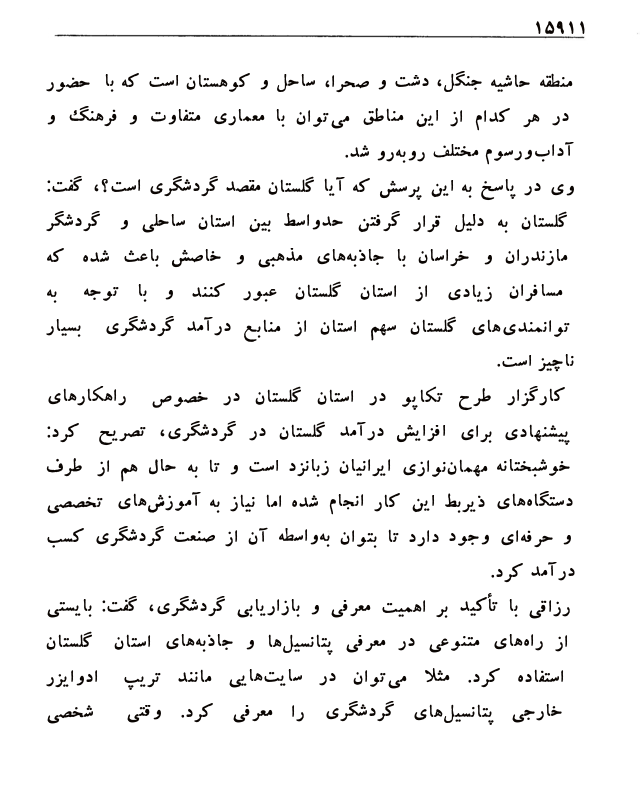 ۱۵۹۱۱
منطقه حاشیه جنگل، دشت و صحرا، ساحل و کوهستان است که با حضور
در هر کدام از این مناطق می‌توان با معماری متفاوت و فرهنگ و
آداب‌ورسوم مختلف روبه‌رو شد.
وی در پاسخ به این پرسش که آیا گلستان مقصد گردشگری است؟، گفت:
گلستان به دلیل قرار گرفتن حدواسط بین استان ساحلی و گردشگر
مازندران و خراسان با جاذبه‌های مذهبی و خاصش باعث شده که
مسافران زیادی از استان گلستان عبور کنند و با توجه به
توانمندی‌های گلستان سهم استان از منابع درآمد گردشگری بسیار
ناچیز است.
کارگزار طرح تکاپو در استان گلستان در خصوص راهکارهای
پیشنهادی برای افزایش درآمد گلستان در گردشگری، تصریح کرد:
خوشبختانه مهمان‌نوازی ایرانیان زبانزد است و تا به حال هم از طرف
دستگاه‌های ذیربط این کار انجام شده اما نیاز به آموزش‌های تخصصی
و حرفه‌ای وجود دارد تا بتوان به‌واسطه آن از صنعت گردشگری کسب
درآمد کرد.
رزاقی با تأکید بر اهمیت معرفی و بازاریابی گردشگری، گفت: بایستی
از راه‌های متنوعی در معرفی پتانسیل‌ها و جاذبه‌های استان گلستان
استفاده کرد. مثلا می‌توان در سایت‌هایی مانند تریپ ادوایزر
خارجی پتانسیل‌های گردشگری را معرفی کرد. وقتی شخصی